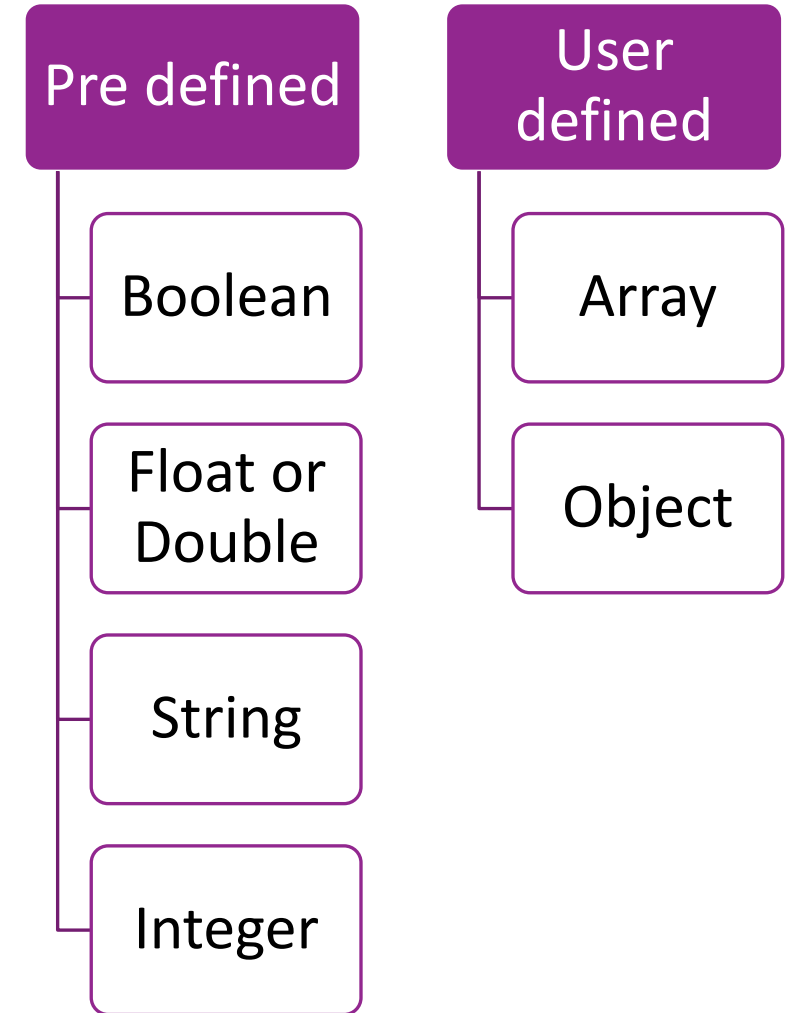 Pre defined
Boolean
Float or
Double
String
Integer
User
defined
Array
Object